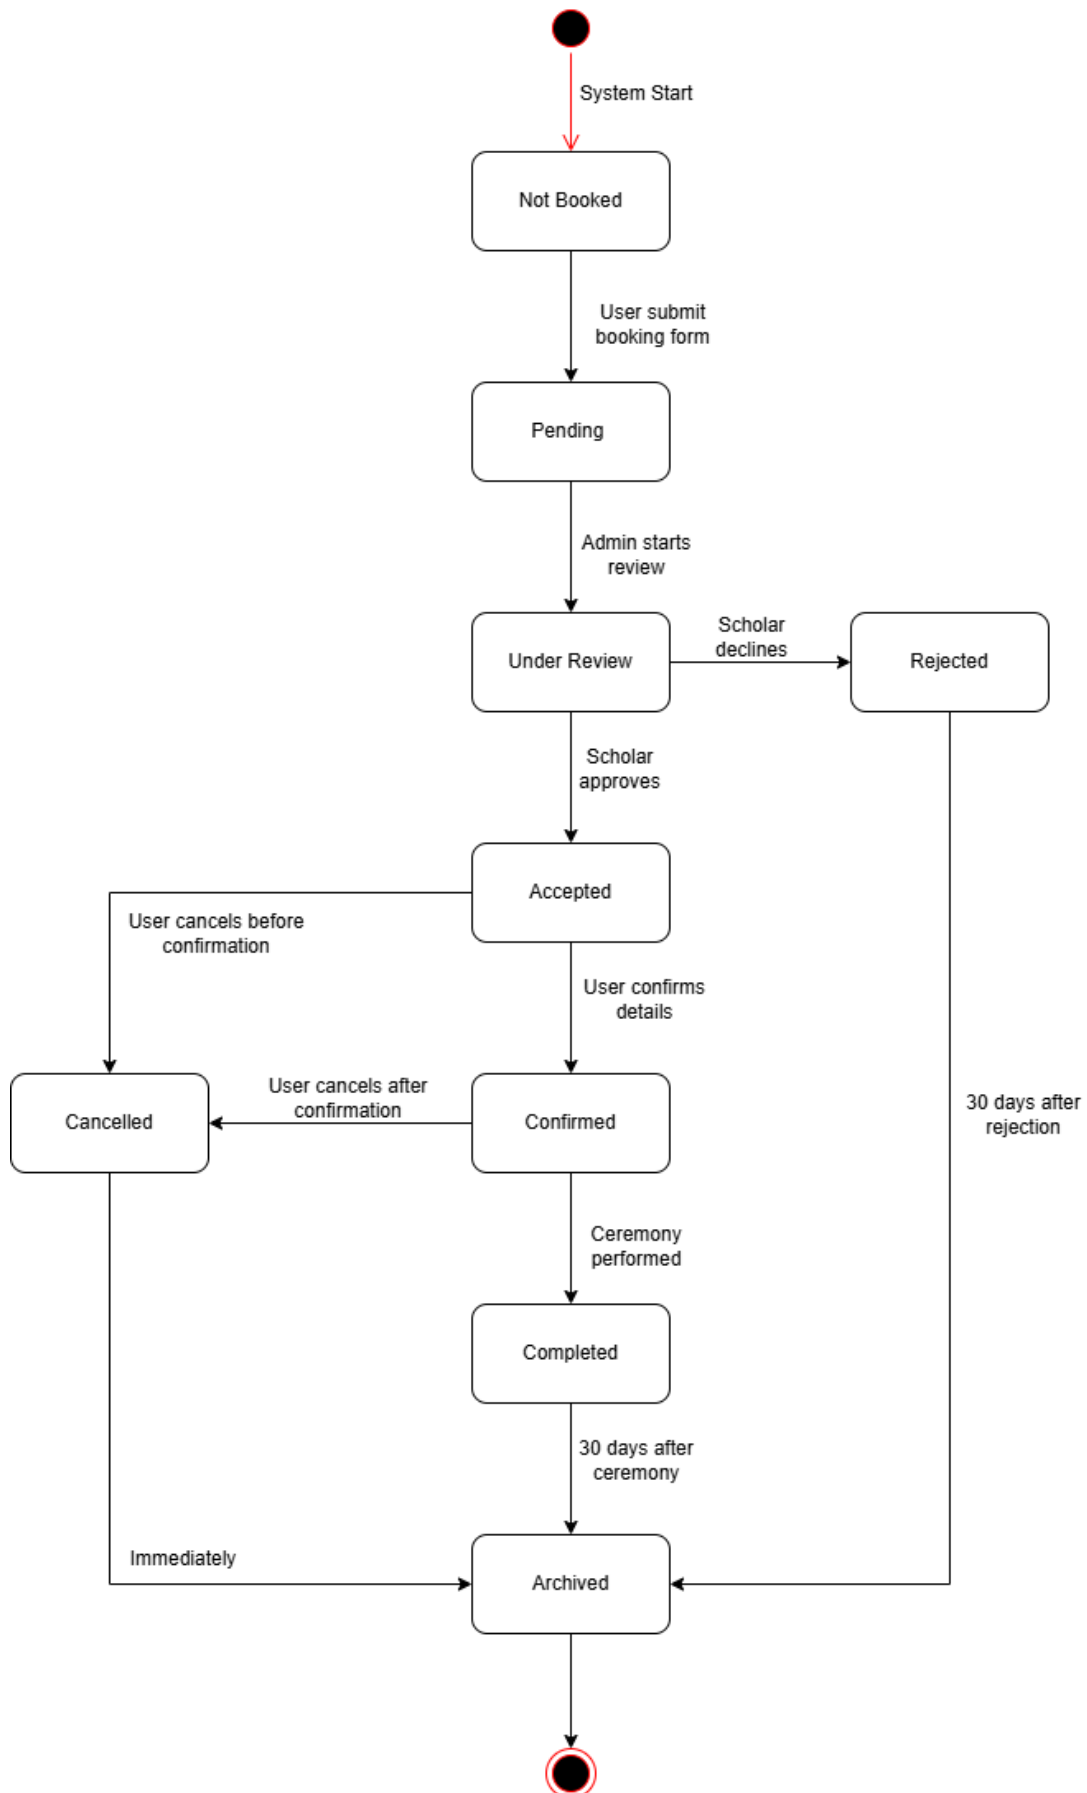 System Start
Not Booked
User submit
booking form
Pending
Admin starts
review
Under Review
Scholar
declines
Rejected
Scholar
approves
Accepted
User cancels before
confirmation
User confirms
details
Cancelled
User cancels after
confirmation
Confirmed
30 days after
rejection
Ceremony
performed
Completed
30 days after
ceremony
Immediately
Archived